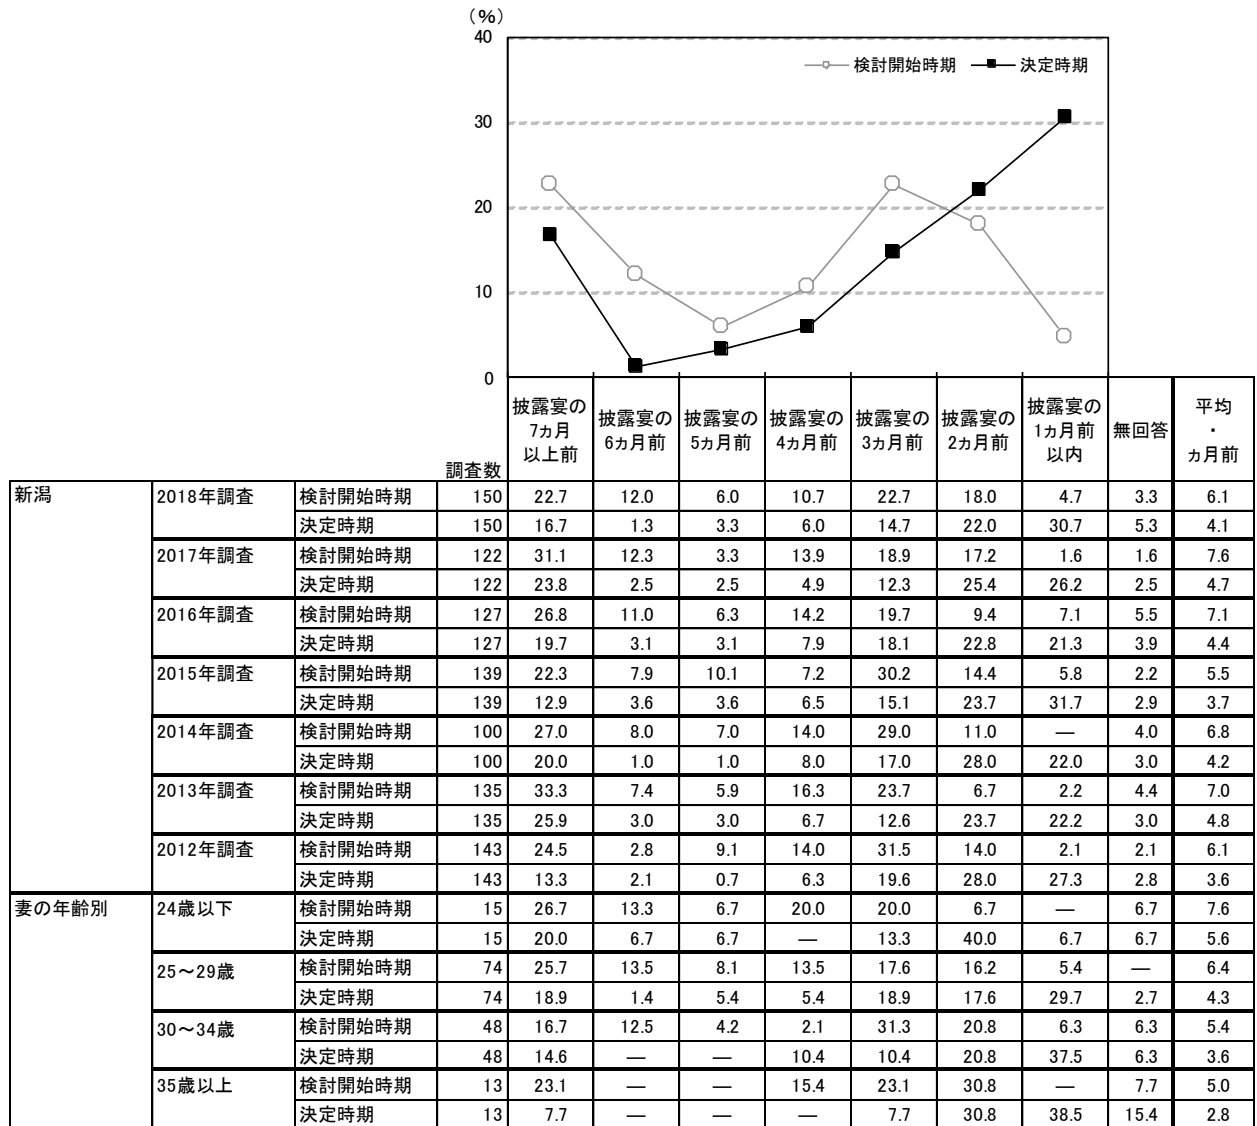 （%）
40
30
20
10
0
検討開始時期 決定時期
調査数 披露宴の7ヵ月以上前 披露宴の6ヵ月前 披露宴の5ヵ月前 披露宴の4ヵ月前 披露宴の3ヵ月前 披露宴の2ヵ月前 披露宴の1ヵ月前以内 無回答 平均・ヵ月前
新潟 2018年調査 検討開始時期 150 22.7 12.0 6.0 10.7 22.7 18.0 4.7 3.3 6.1
決定時期 150 16.7 1.3 3.3 6.0 14.7 22.0 30.7 5.3 4.1
2017年調査 検討開始時期 122 31.1 12.3 3.3 13.9 18.9 17.2 1.6 1.6 7.6
決定時期 122 23.8 2.5 2.5 4.9 12.3 25.4 26.2 2.5 4.7
2016年調査 検討開始時期 127 26.8 11.0 6.3 14.2 19.7 9.4 7.1 5.5 7.1
決定時期 127 19.7 3.1 3.1 7.9 18.1 22.8 21.3 3.9 4.4
2015年調査 検討開始時期 139 22.3 7.9 10.1 7.2 30.2 14.4 5.8 2.2 5.5
決定時期 139 12.9 3.6 3.6 6.5 15.1 23.7 31.7 2.9 3.7
2014年調査 検討開始時期 100 27.0 8.0 7.0 14.0 29.0 11.0 — 4.0 6.8
決定時期 100 20.0 1.0 1.0 8.0 17.0 28.0 22.0 3.0 4.2
2013年調査 検討開始時期 135 33.3 7.4 5.9 16.3 23.7 6.7 2.2 4.4 7.0
決定時期 135 25.9 3.0 3.0 6.7 12.6 23.7 22.2 3.0 4.8
2012年調査 検討開始時期 143 24.5 2.8 9.1 14.0 31.5 14.0 2.1 2.1 6.1
決定時期 143 13.3 2.1 0.7 6.3 19.6 28.0 27.3 2.8 3.6
妻の年齢別 24歳以下 検討開始時期 15 26.7 13.3 6.7 20.0 20.0 6.7 — 6.7 7.6
決定時期 15 20.0 6.7 6.7 — 13.3 40.0 6.7 6.7 5.6
25～29歳 検討開始時期 74 25.7 13.5 8.1 13.5 17.6 16.2 5.4 — 6.4
決定時期 74 18.9 1.4 5.4 5.4 18.9 17.6 29.7 2.7 4.3
30～34歳 検討開始時期 48 16.7 12.5 4.2 2.1 31.3 20.8 6.3 6.3 5.4
決定時期 48 14.6 — — 10.4 10.4 20.8 37.5 6.3 3.6
35歳以上 検討開始時期 13 23.1 — — 15.4 23.1 30.8 — 7.7 5.0
決定時期 13 7.7 — — — 7.7 30.8 38.5 15.4 2.8